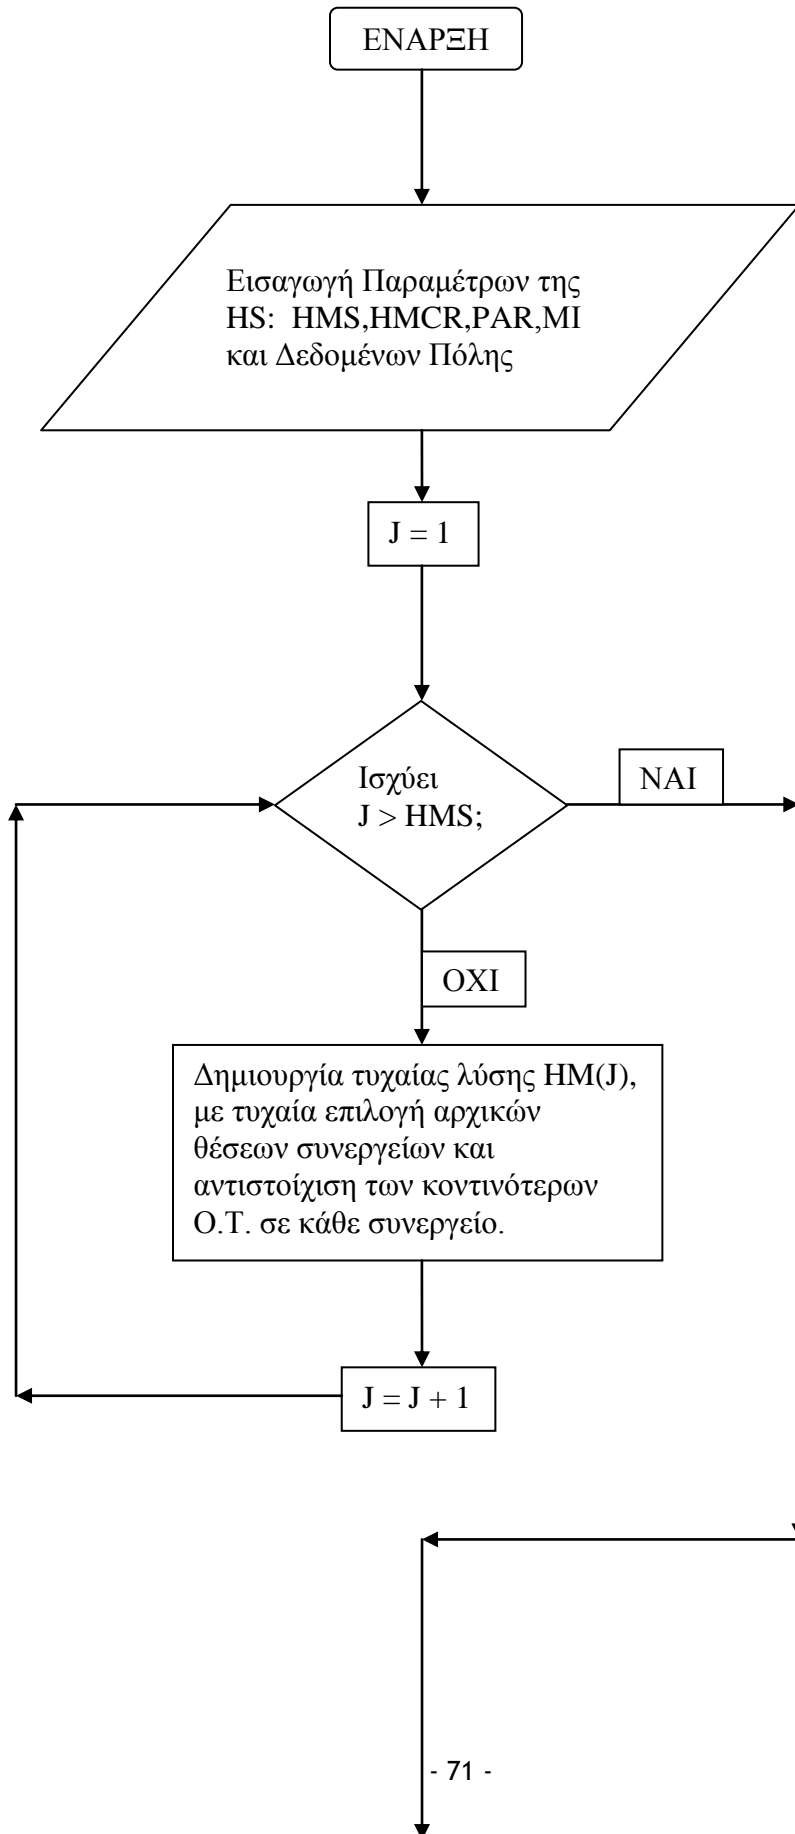 ΕΝΑΡΞΗ
Εισαγωγή Παραμέτρων της
HS: HMS,HMCR,PAR,MI
και Δεδομένων Πόλης
J = 1
Ισχύει
J > HMS;
ΝΑΙ
ΟΧΙ
Δημιουργία τυχαίας λύσης HM(J),
με τυχαία επιλογή αρχικών
θέσεων συνεργείων και
αντιστοίχιση των κοντινότερων
Ο.Τ. σε κάθε συνεργείο.
J = J + 1
- 71 -